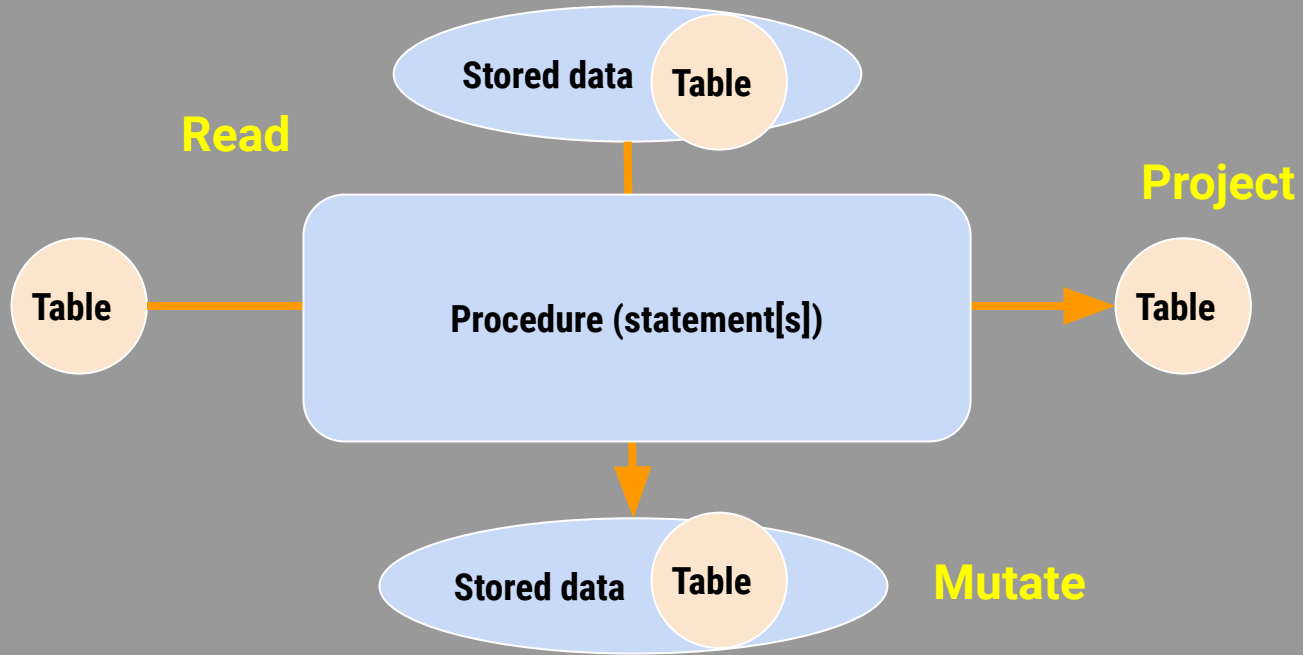 Stored data
Table
Read
Project
Table
Procedure (statement[s])
Table
Stored data
Table
Mutate